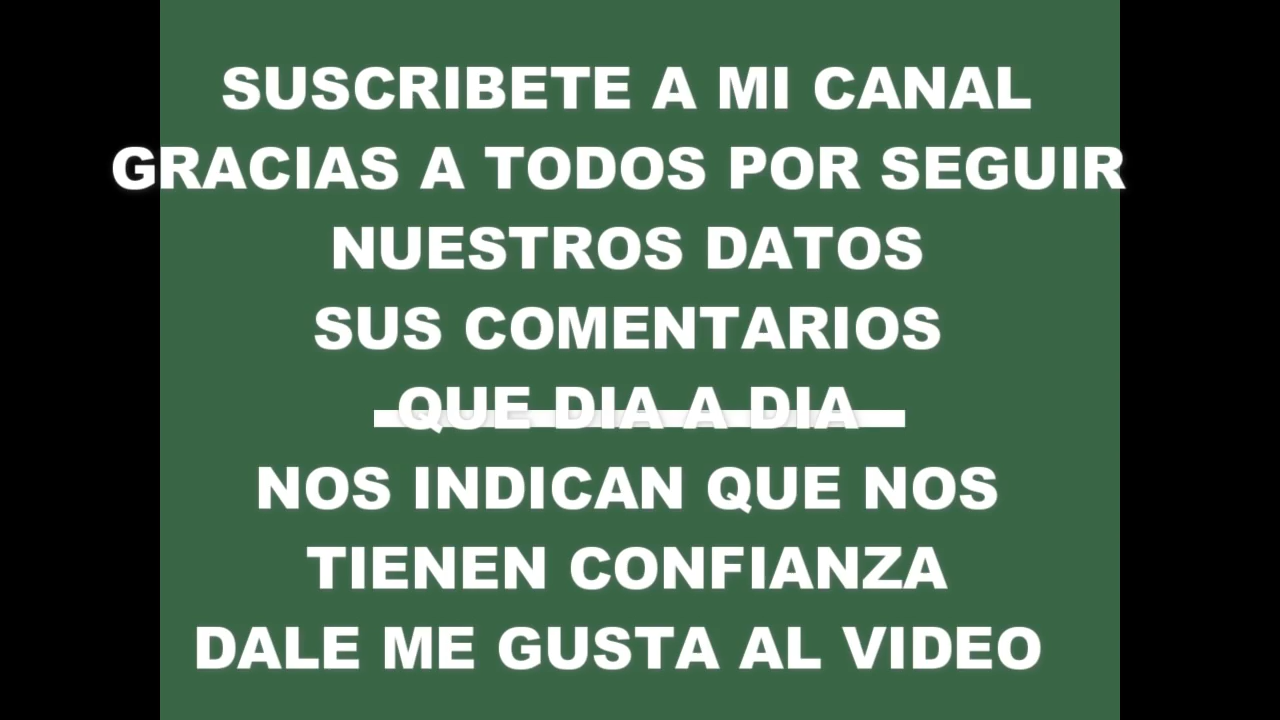 SUSCRIBETE A MI CANAL
GRACIAS A TODOS POR SEGUIR
NUESTROS DATOS
SUS COMENTARIOS
QUE DIA A DIA
NOS INDICAN QUE NOS
TIENEN CONFIANZA
DALE ME GUSTA AL VIDEO